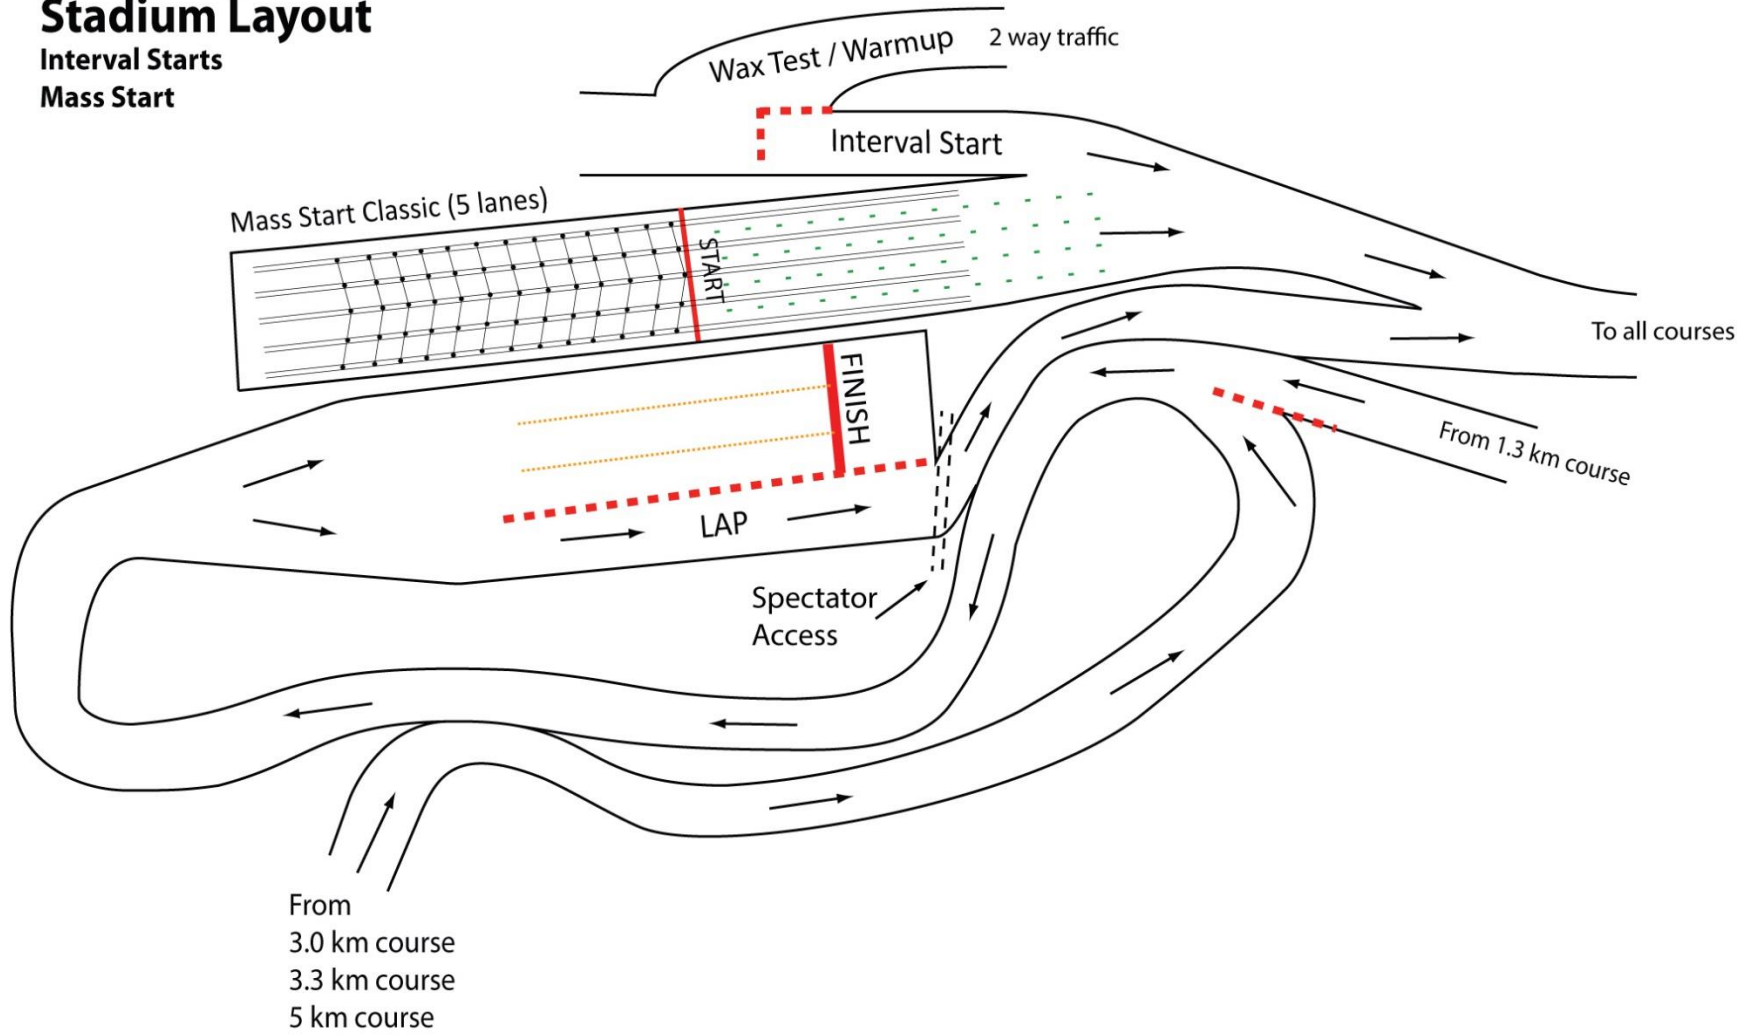 Stadium Layout
Interval Starts
Mass Start
Wax Test / Warmup
2 way traffic
Interval Start
Mass Start Classic (5 lanes)
START
To all courses
FINISH
From 1.3 km course
LAP
Spectator
Access
From
3.0 km course
3.3 km course
5 km course